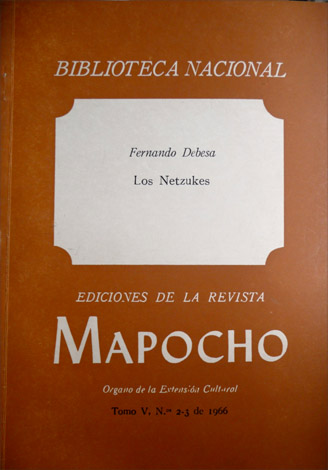 BIBLIOTECA NACIONAL
Fernando Debesa
Los Netzukes
EDICIONES DE LA REVISTA
MAPOCHO
Organo de la Extensión Cultural
Tomo V, N.os 2-3 de 1966